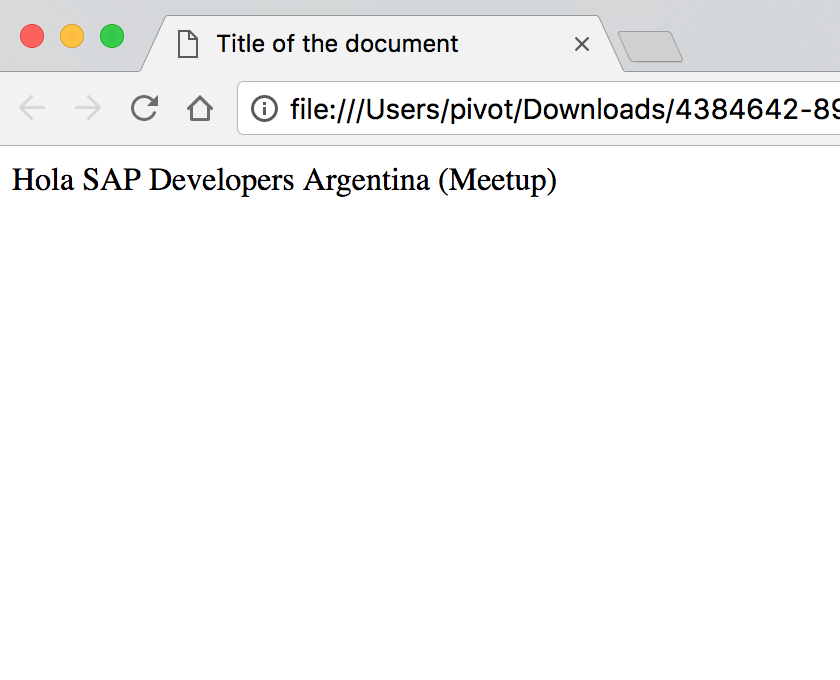 Title of the document
file:///Users/pivot/Downloads/4384642-89
Hola SAP Developers Argentina (Meetup)